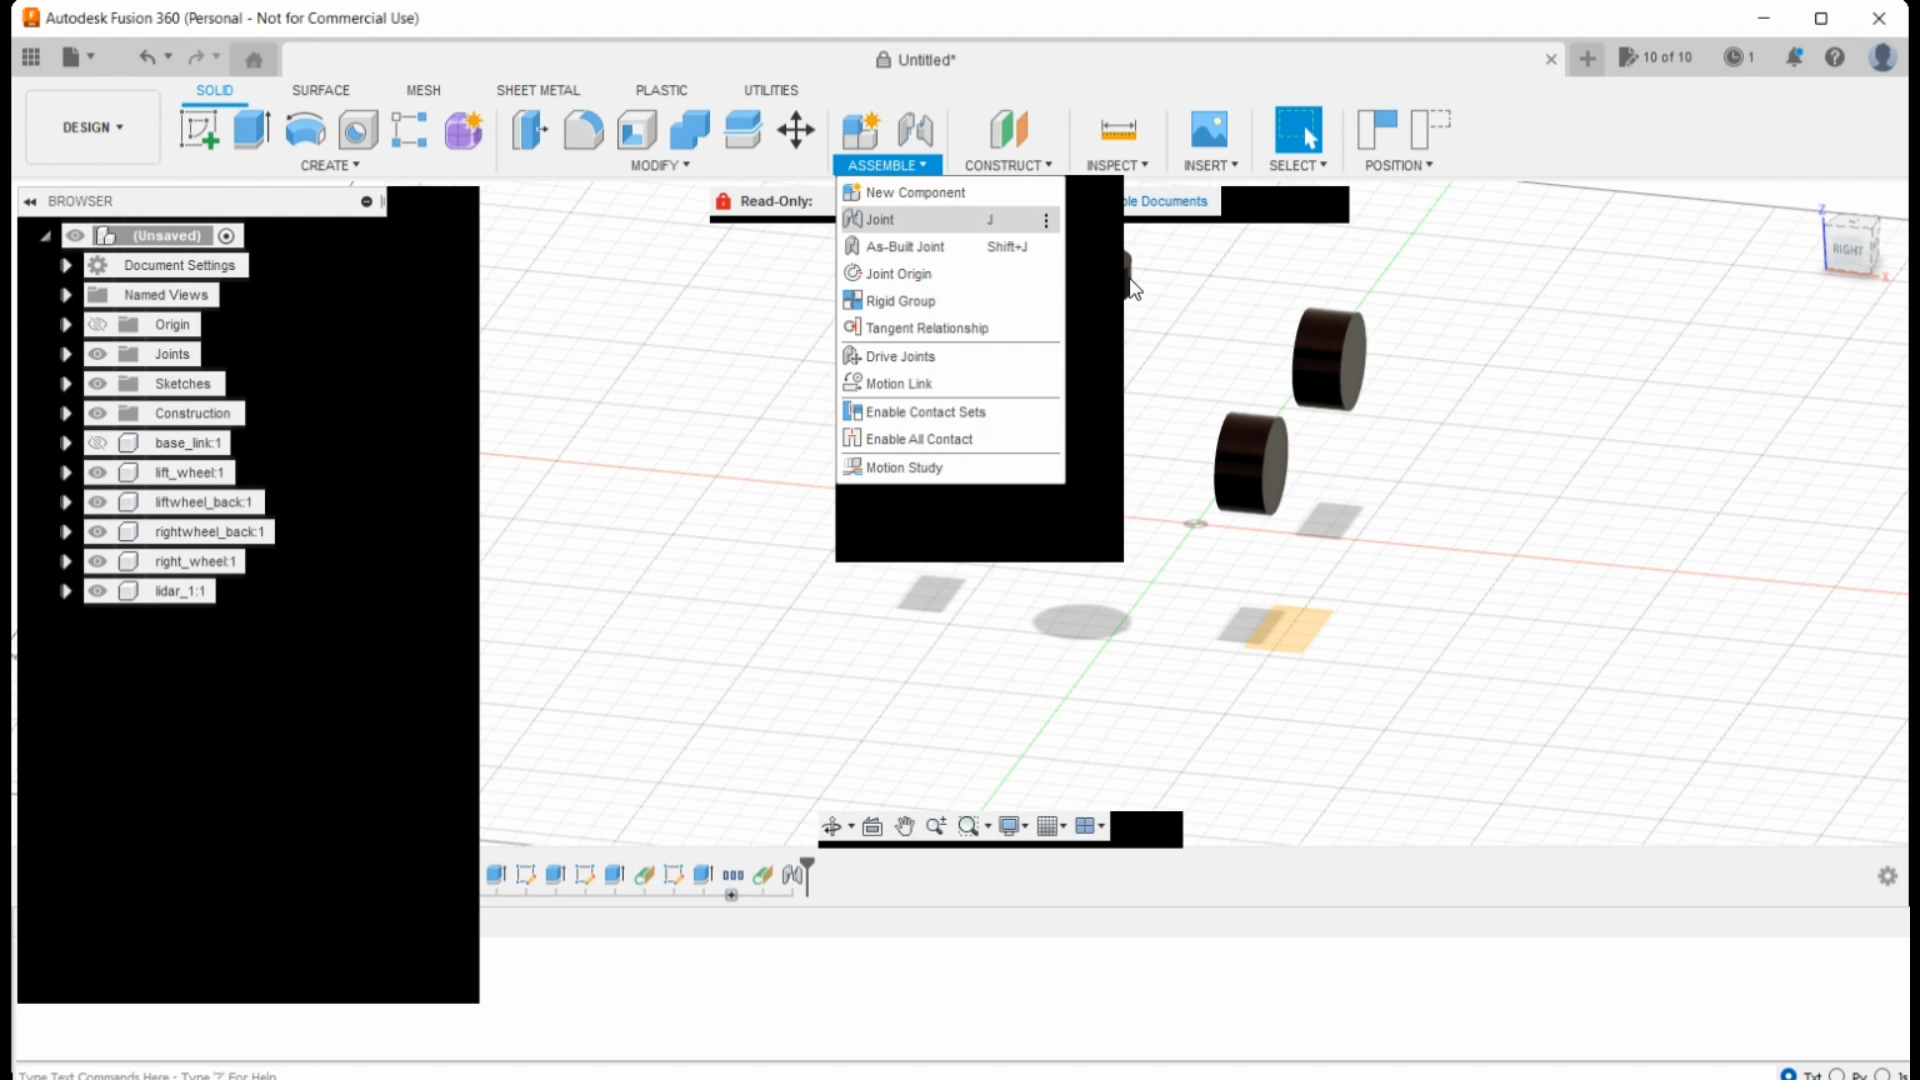 Autodesk Fusion 360 (Personal - Not for Commercial Use)
Untitled*
10 of 10
1
SOLID SURFACE MESH SHEET METAL PLASTIC UTILITIES
DESIGN
CREATE MODIFY ASSEMBLE CONSTRUCT INSPECT INSERT SELECT POSITION
BROWSER
(Unsaved)
Document Settings
Named Views
Origin
Joints
Sketches
Construction
base_link:1
lift_wheel:1
liftwheel_back:1
rightwheel_back:1
right_wheel:1
lidar_1:1
Read-Only:
Documents
New Component
Joint J
As-Built Joint Shift+J
Joint Origin
Rigid Group
Tangent Relationship
Drive Joints
Motion Link
Enable Contact Sets
Enable All Contact
Motion Study
Z
RIGHT
X
Type Text Commands Here - Type '?' For Help
Txt Py